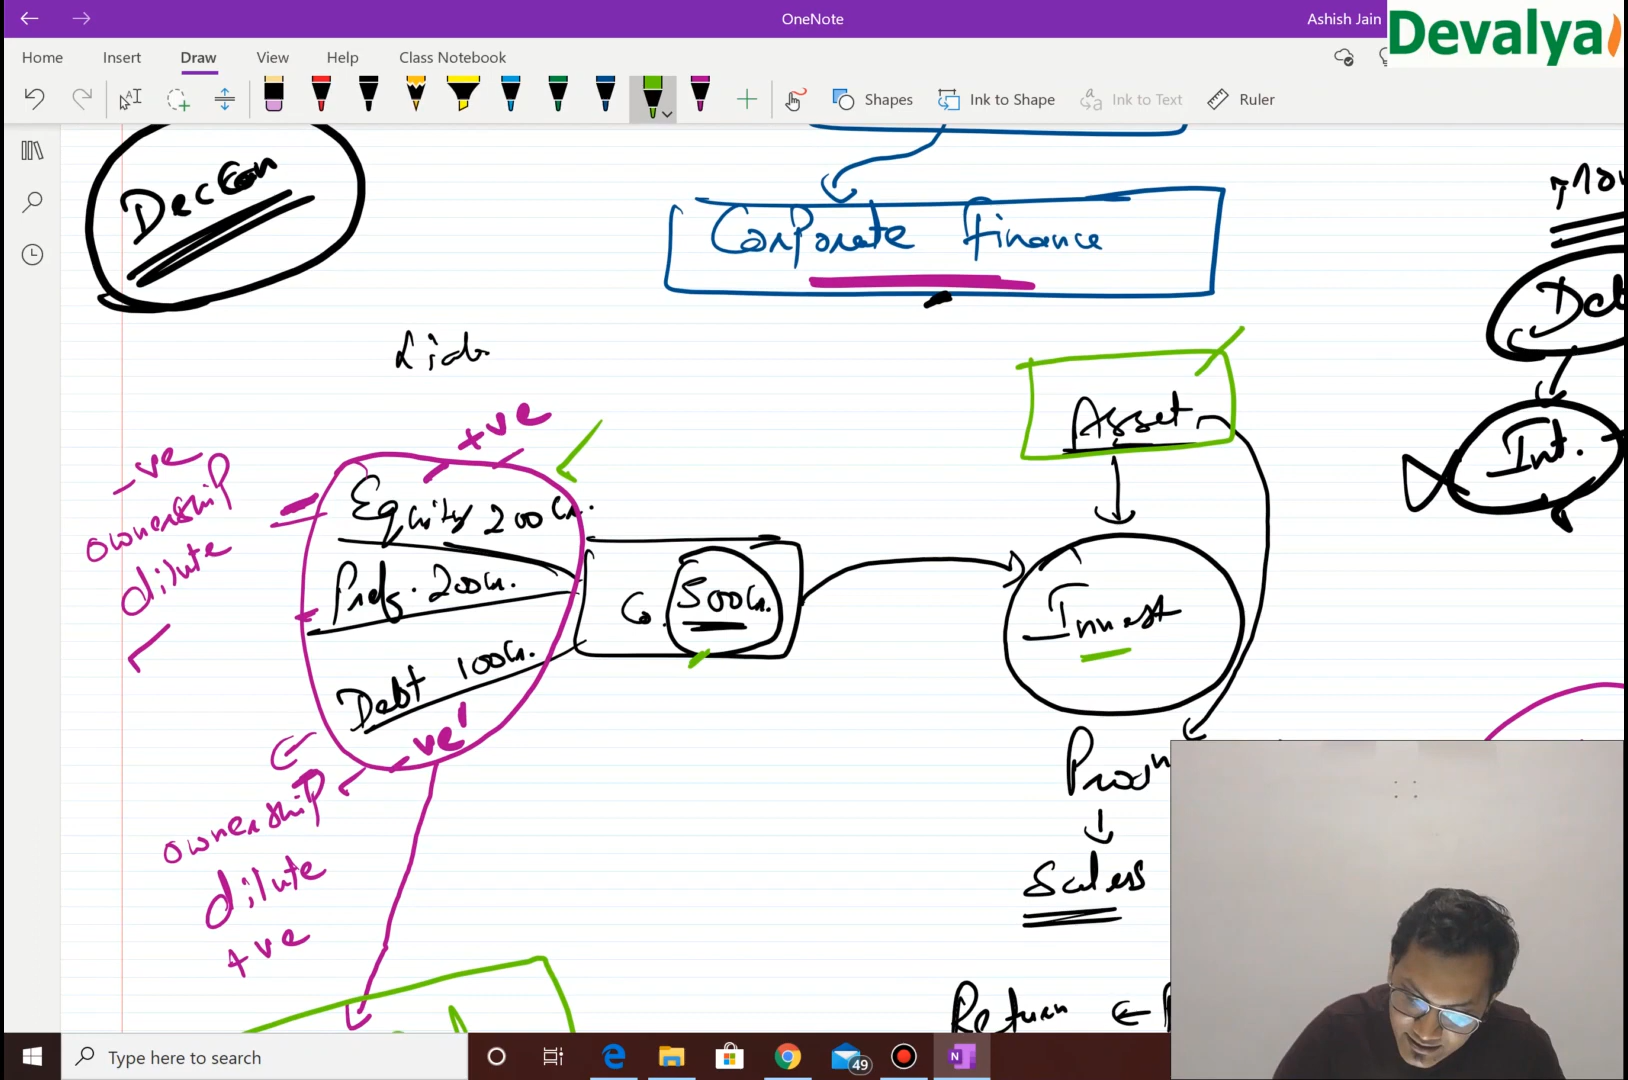 OneNote
Ashish Jain
Devalya
Home Insert Draw View Help Class Notebook
Shapes Ink to Shape Ink to Text Ruler
Corporate Finance
+ve
-ve
ownership
dilute
Equity 200 Cr.
Pref. 200 Cr.
Debt 100 Cr.
-ve
Co. 500 Cr.
Asset
Invest
Int.
ownership
dilute
+ve
Sales
Return
Type here to search
49